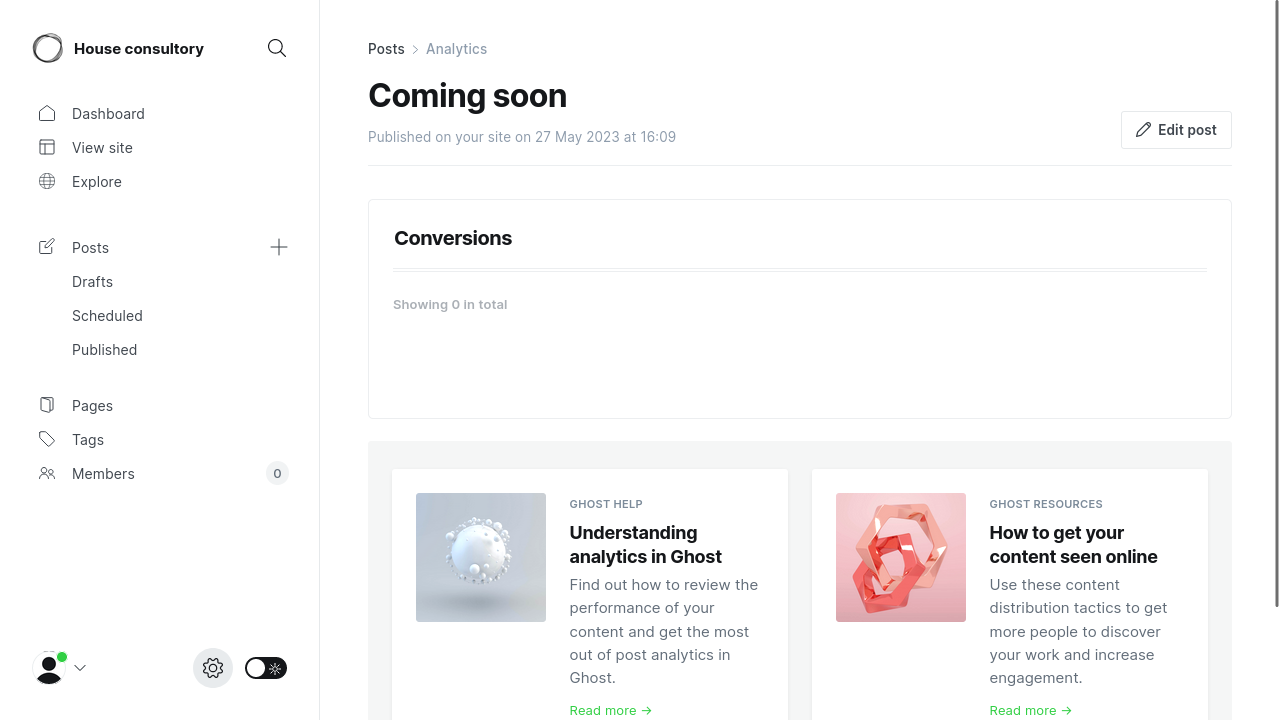 House consultory
Dashboard
View site
Explore
Posts
Drafts
Scheduled
Published
Pages
Tags
Members
0
Posts
Analytics
Coming soon
Published on your site on 27 May 2023 at 16:09
Edit post
Conversions
Showing 0 in total
GHOST HELP
Understanding
analytics in Ghost
Find out how to review the
performance of your
content and get the most
out of post analytics in
Ghost.
Read more →
GHOST RESOURCES
How to get your
content seen online
Use these content
distribution tactics to get
more people to discover
your work and increase
engagement.
Read more →